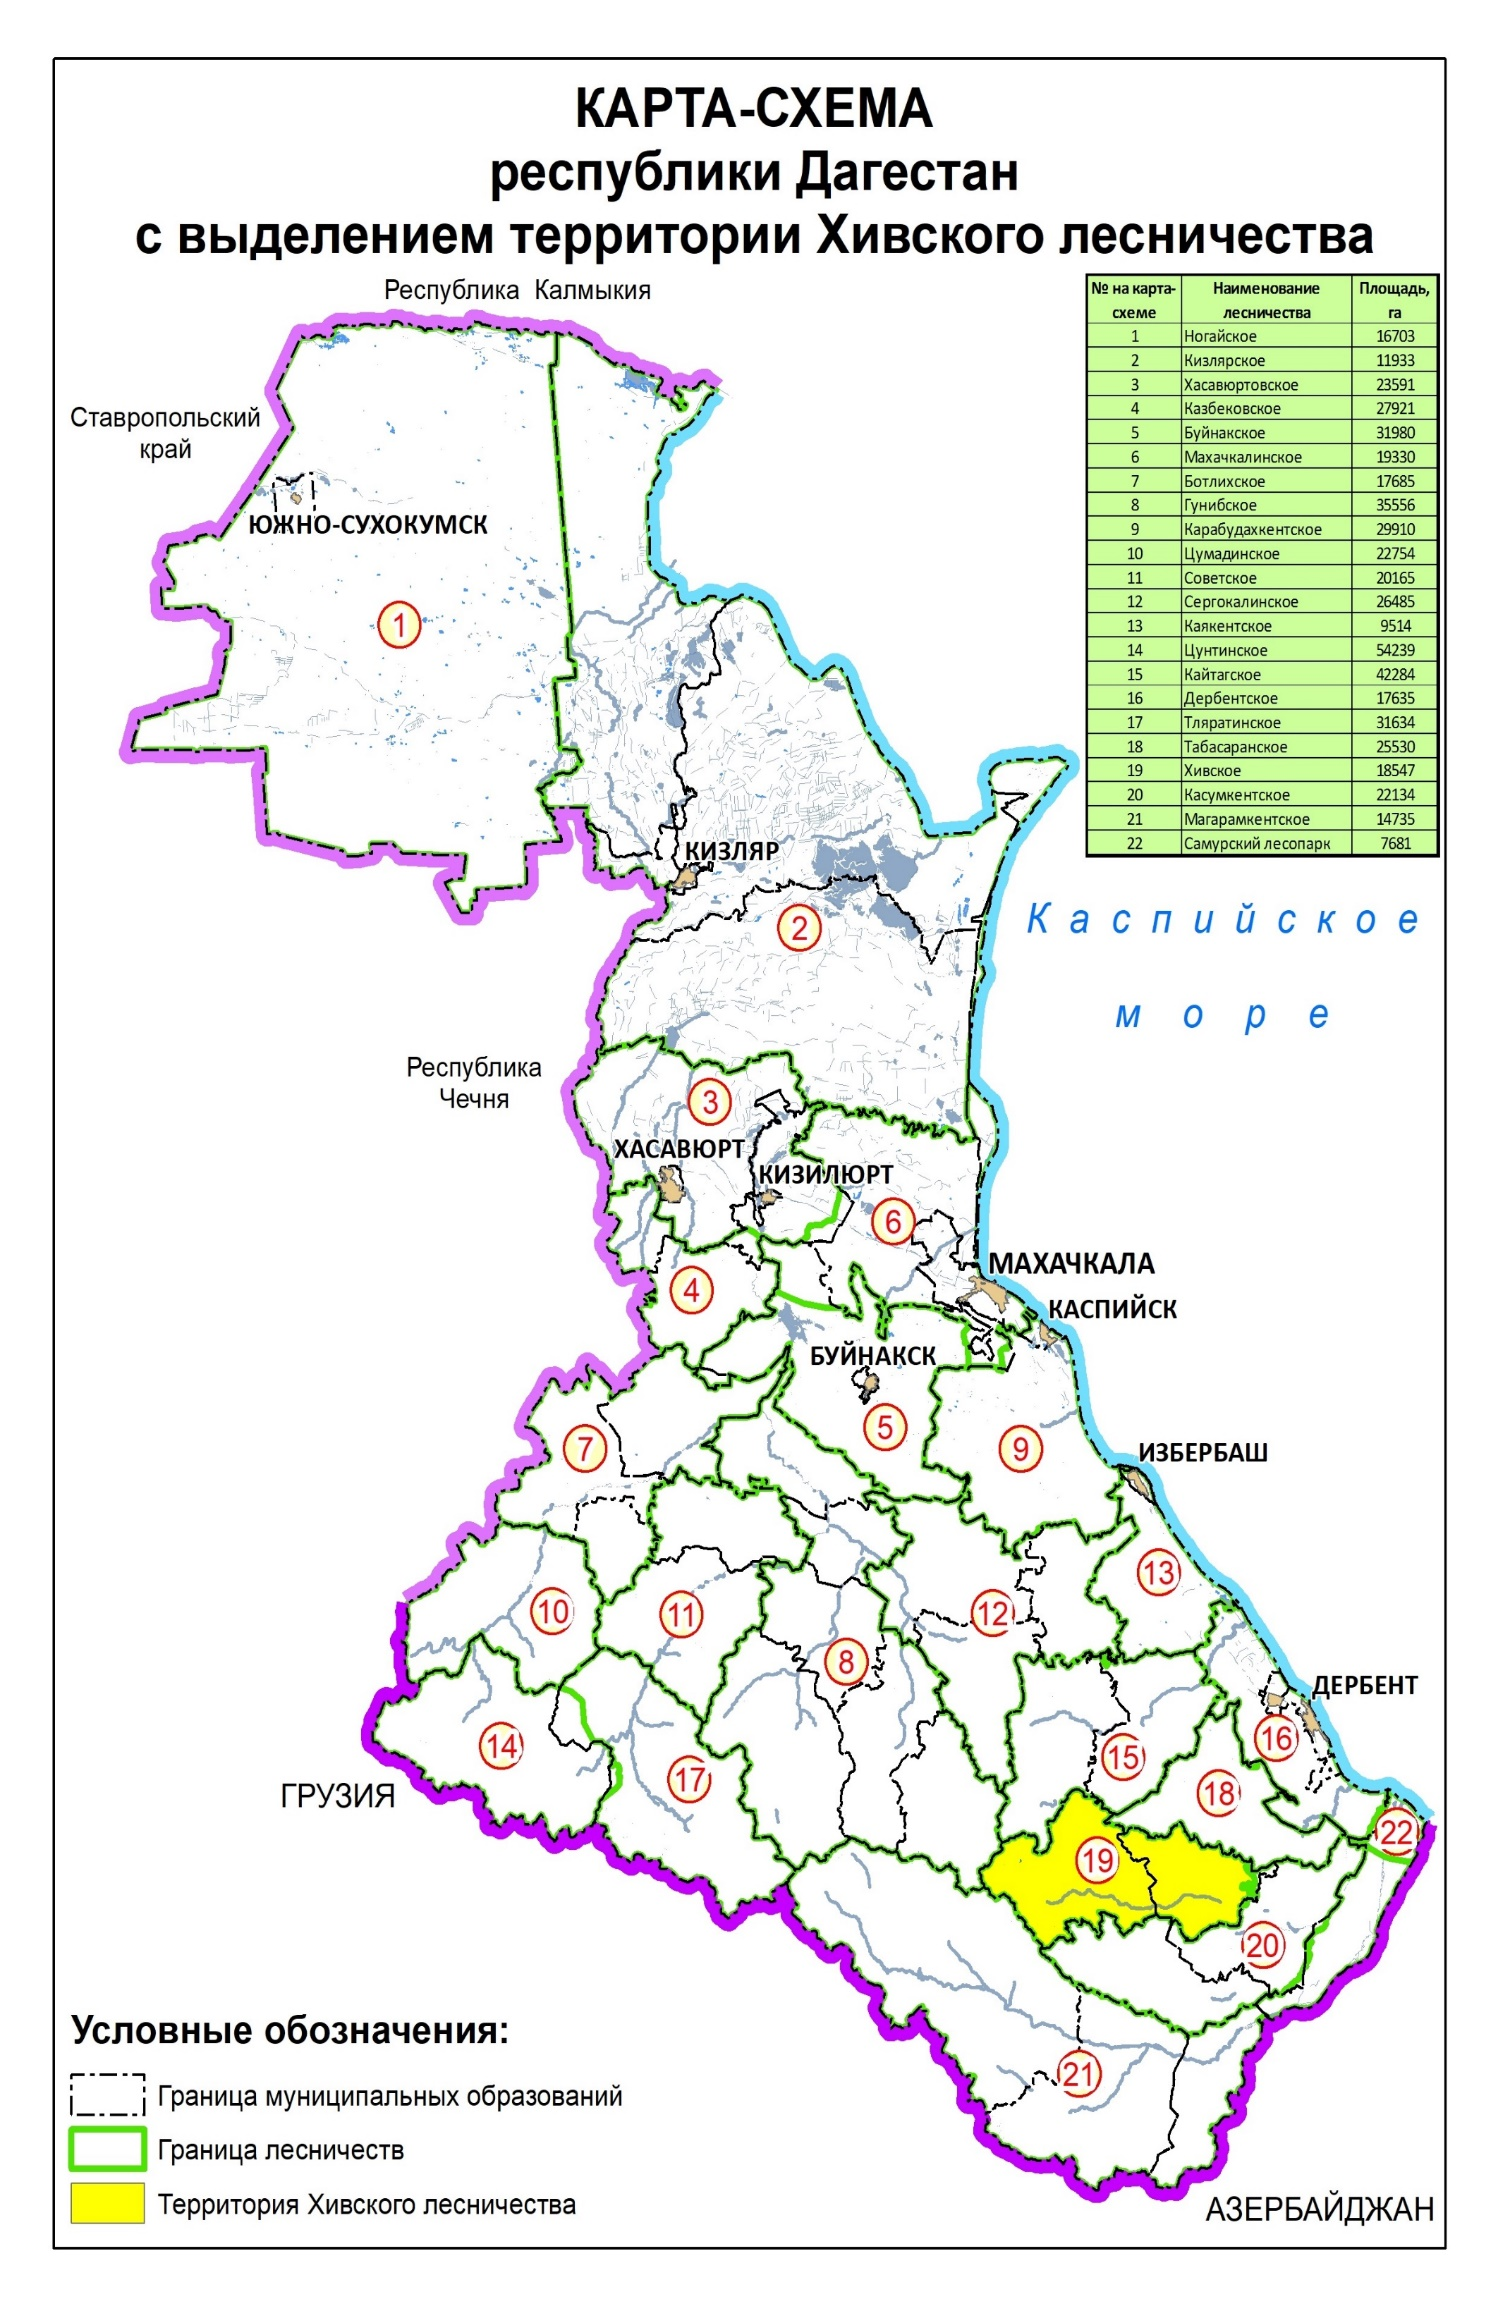 КАРТА-СХЕМА
республики Дагестан
с выделением территории Хивского лесничества
Республика Калмыкия
№ на карта-схеме Наименование лесничества Площадь, га
1 Ногайское 16703
2 Кизлярское 11933
3 Хасавюртовское 23591
4 Казбековское 27921
5 Буйнакское 31980
6 Махачкалинское 19330
7 Ботлихское 17685
8 Гунибское 35556
9 Карабудахкентское 29910
10 Цумадинское 22754
11 Советское 20165
12 Сергокалинское 26485
13 Каякентское 9514
14 Цунтинское 54239
15 Кайтагское 42284
16 Дербентское 17635
17 Тляратинское 31634
18 Табасаранское 25530
19 Хивское 18547
20 Касумкентское 22134
21 Магарамкентское 14735
22 Самурский лесопарк 7681
Ставропольский
край
ЮЖНО-СУХОКУМСК
1
КИЗЛЯР
2
Каспийское
море
Республика
Чечня
3
ХАСАВЮРТ
КИЗИЛЮРТ
6
МАХАЧКАЛА
4
КАСПИЙСК
БУЙНАКСК
5
7
9
ИЗБЕРБАШ
13
10
11
12
8
ДЕРБЕНТ
14
16
15
17
18
ГРУЗИЯ
22
19
20
21
Условные обозначения:
Граница муниципальных образований
Граница лесничеств
Территория Хивского лесничества
АЗЕРБАЙДЖАН